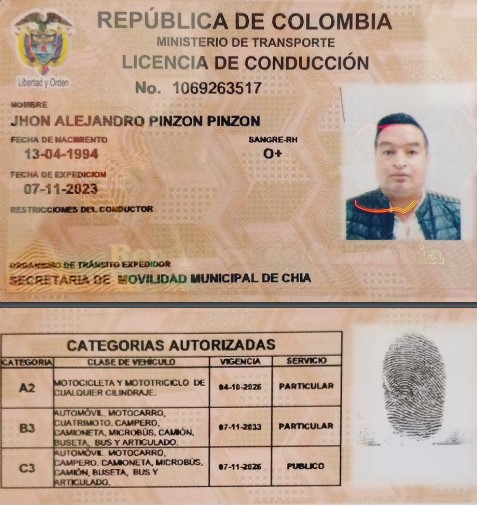 REPÚBLICA DE COLOMBIA
MINISTERIO DE TRANSPORTE
LICENCIA DE CONDUCCIÓN
Libertad y Orden
No. 1069263517
NOMBRE
JHON ALEJANDRO PINZON PINZON
FECHA DE NACIMIENTO SANGRE-RH
13-04-1994 O+
FECHA DE EXPEDICION
07-11-2023
RESTRICCIONES DEL CONDUCTOR
ORGANISMO DE TRÁNSITO EXPEDIDOR
SECRETARIA DE MOVILIDAD MUNICIPAL DE CHIA
CATEGORIAS AUTORIZADAS
CATEGORIA CLASE DE VEHÍCULO VIGENCIA SERVICIO
A2 MOTOCICLETA Y MOTOTRICICLO DE CUALQUIER CILINDRAJE. 04-10-2026 PARTICULAR
B3 AUTOMÓVIL, MOTOCARRO, CUATRIMOTO, CAMPERO, CAMIONETA, MICROBÚS, CAMIÓN, BUSETA, BUS Y ARTICULADO. 07-11-2033 PARTICULAR
C3 AUTOMÓVIL, MOTOCARRO, CAMPERO, CAMIONETA, MICROBÚS, CAMIÓN, BUSETA, BUS Y ARTICULADO, 07-11-2026 PUBLICO